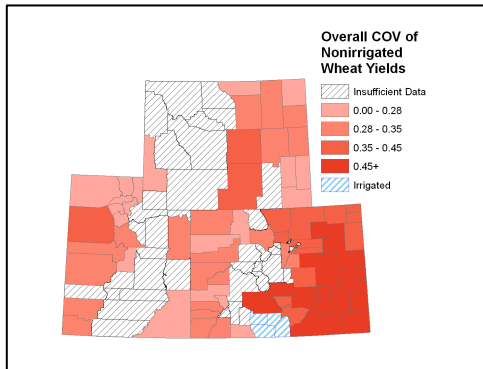 Overall COV of
Nonirrigated
Wheat Yields
Insufficient Data
0.00 - 0.28
0.28 - 0.35
0.35 - 0.45
0.45+
Irrigated